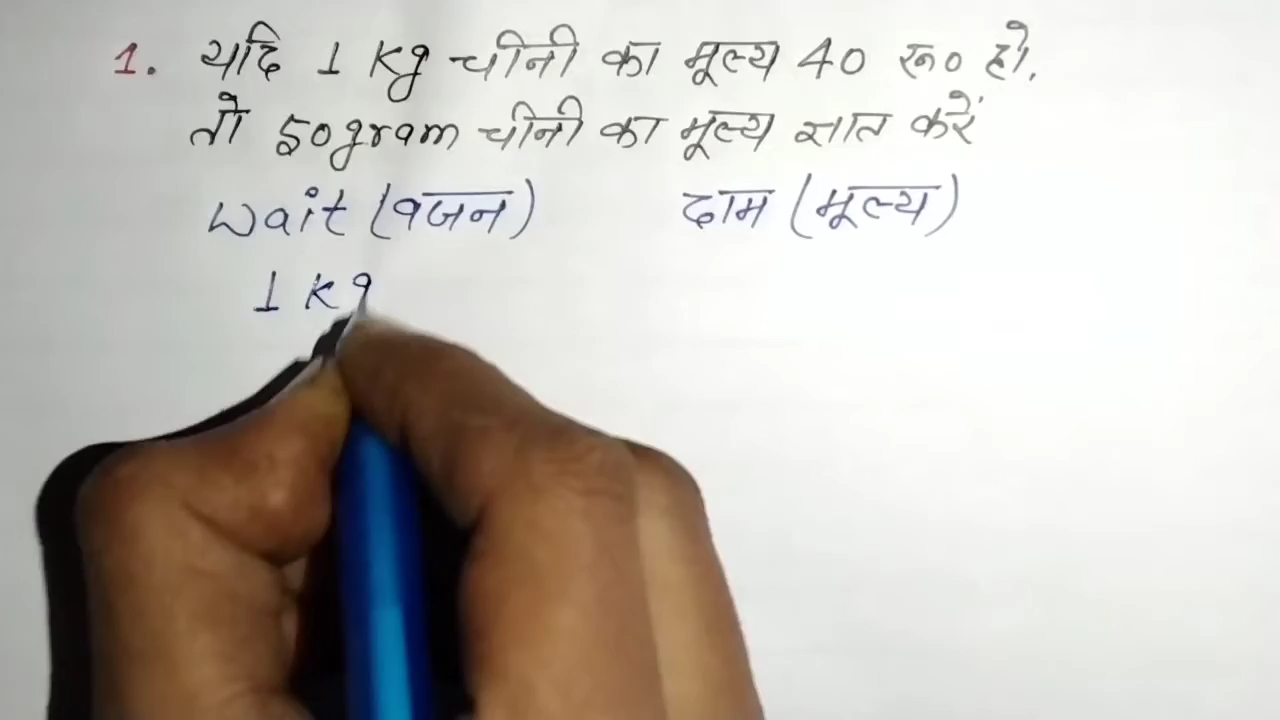 1. यदि 1 kg चीनी का मूल्य 40 रू० हो,
तो 50gram चीनी का मूल्य ज्ञात करें
wait (वजन) दाम (मूल्य)
1 kg